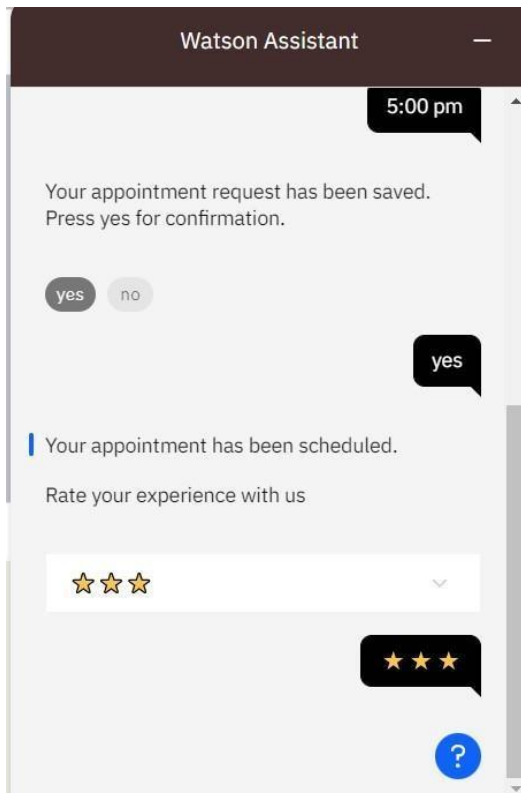 Watson Assistant
5:00 pm
Your appointment request has been saved.
Press yes for confirmation.
yes no
yes
Your appointment has been scheduled.
Rate your experience with us
?